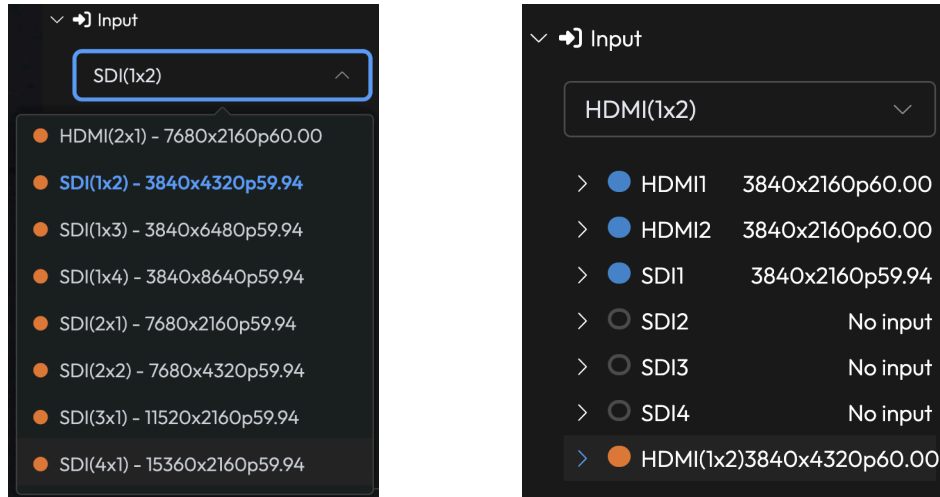 Input
SDI(1x2)
HDMI(2x1) - 7680x2160p60.00
SDI(1x2) - 3840x4320p59.94
SDI(1x3) - 3840x6480p59.94
SDI(1x4) - 3840x8640p59.94
SDI(2x1) - 7680x2160p59.94
SDI(2x2) - 7680x4320p59.94
SDI(3x1) - 11520x2160p59.94
SDI(4x1) - 15360x2160p59.94
Input
HDMI(1x2)
HDMI1 3840x2160p60.00
HDMI2 3840x2160p60.00
SDI1 3840x2160p59.94
SDI2 No input
SDI3 No input
SDI4 No input
HDMI(1x2)3840x4320p60.00